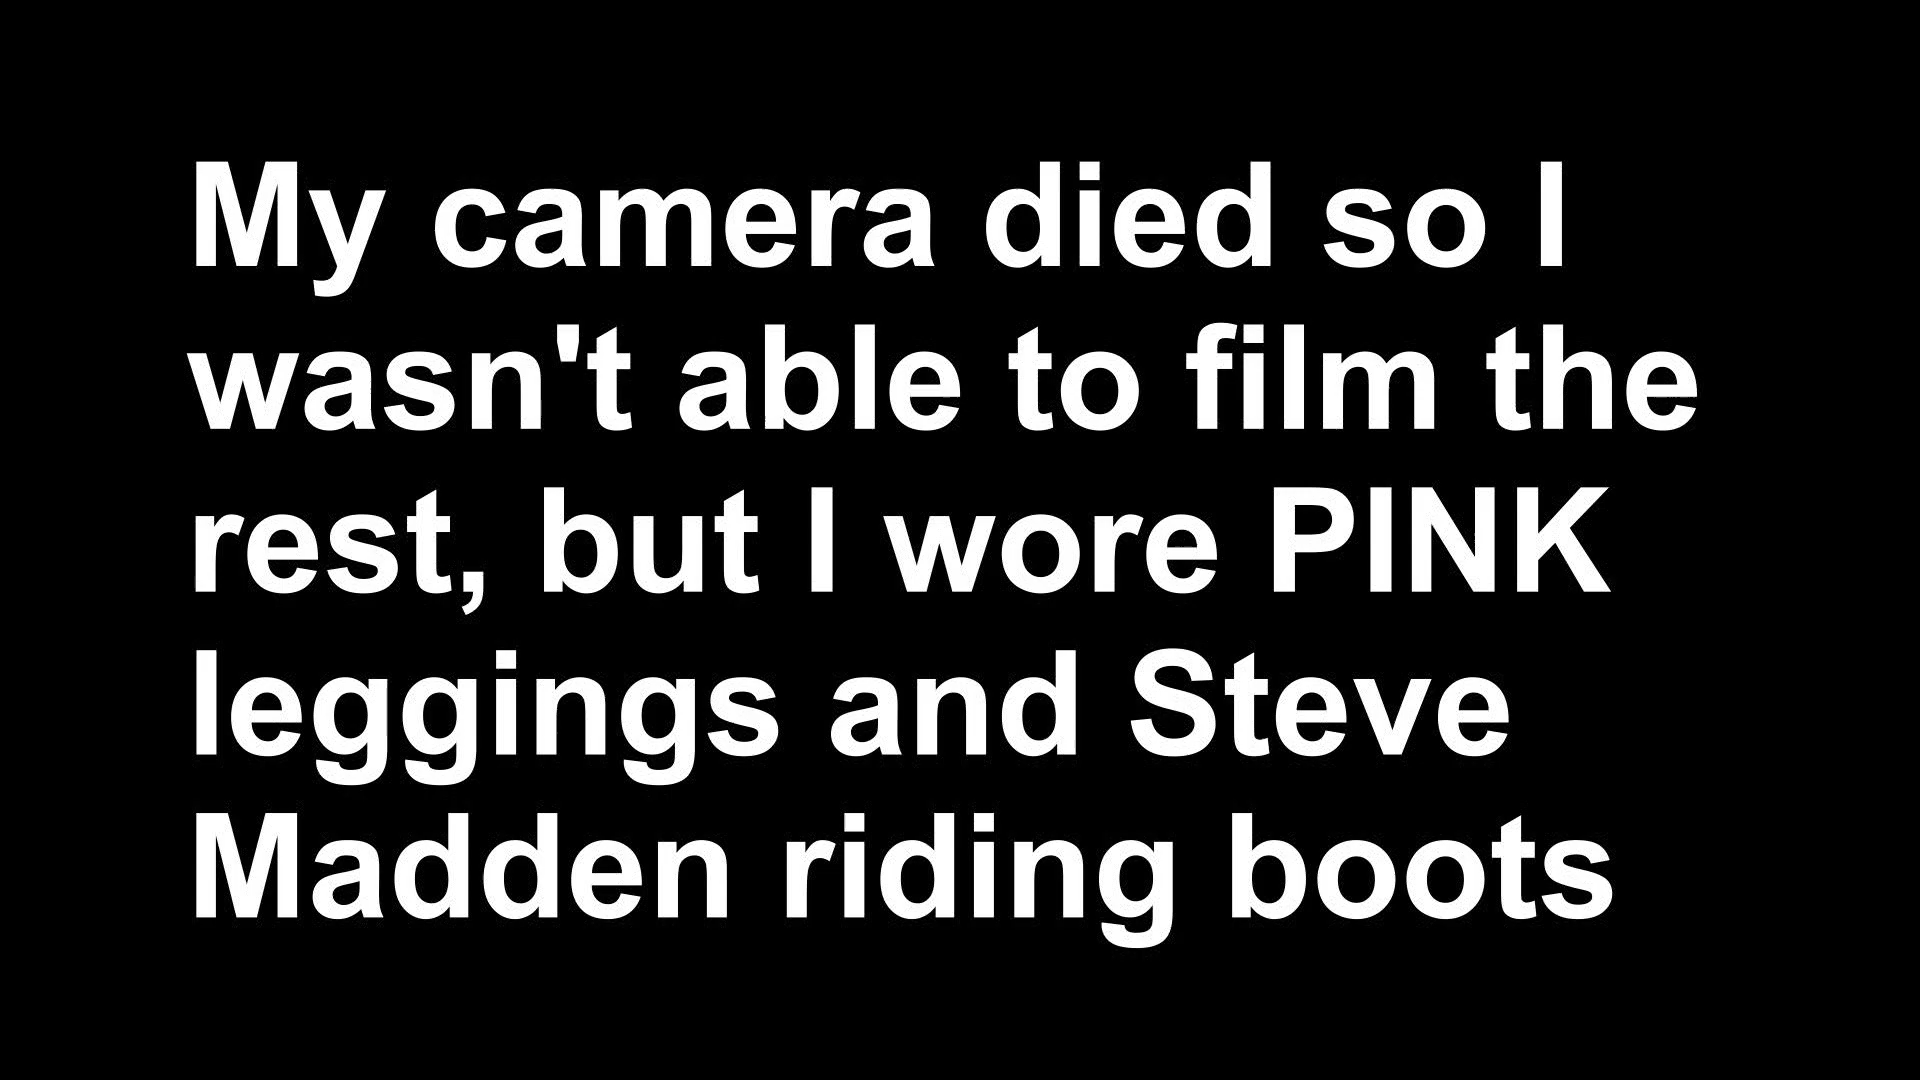 My camera died so I
wasn't able to film the
rest, but I wore PINK
leggings and Steve
Madden riding boots